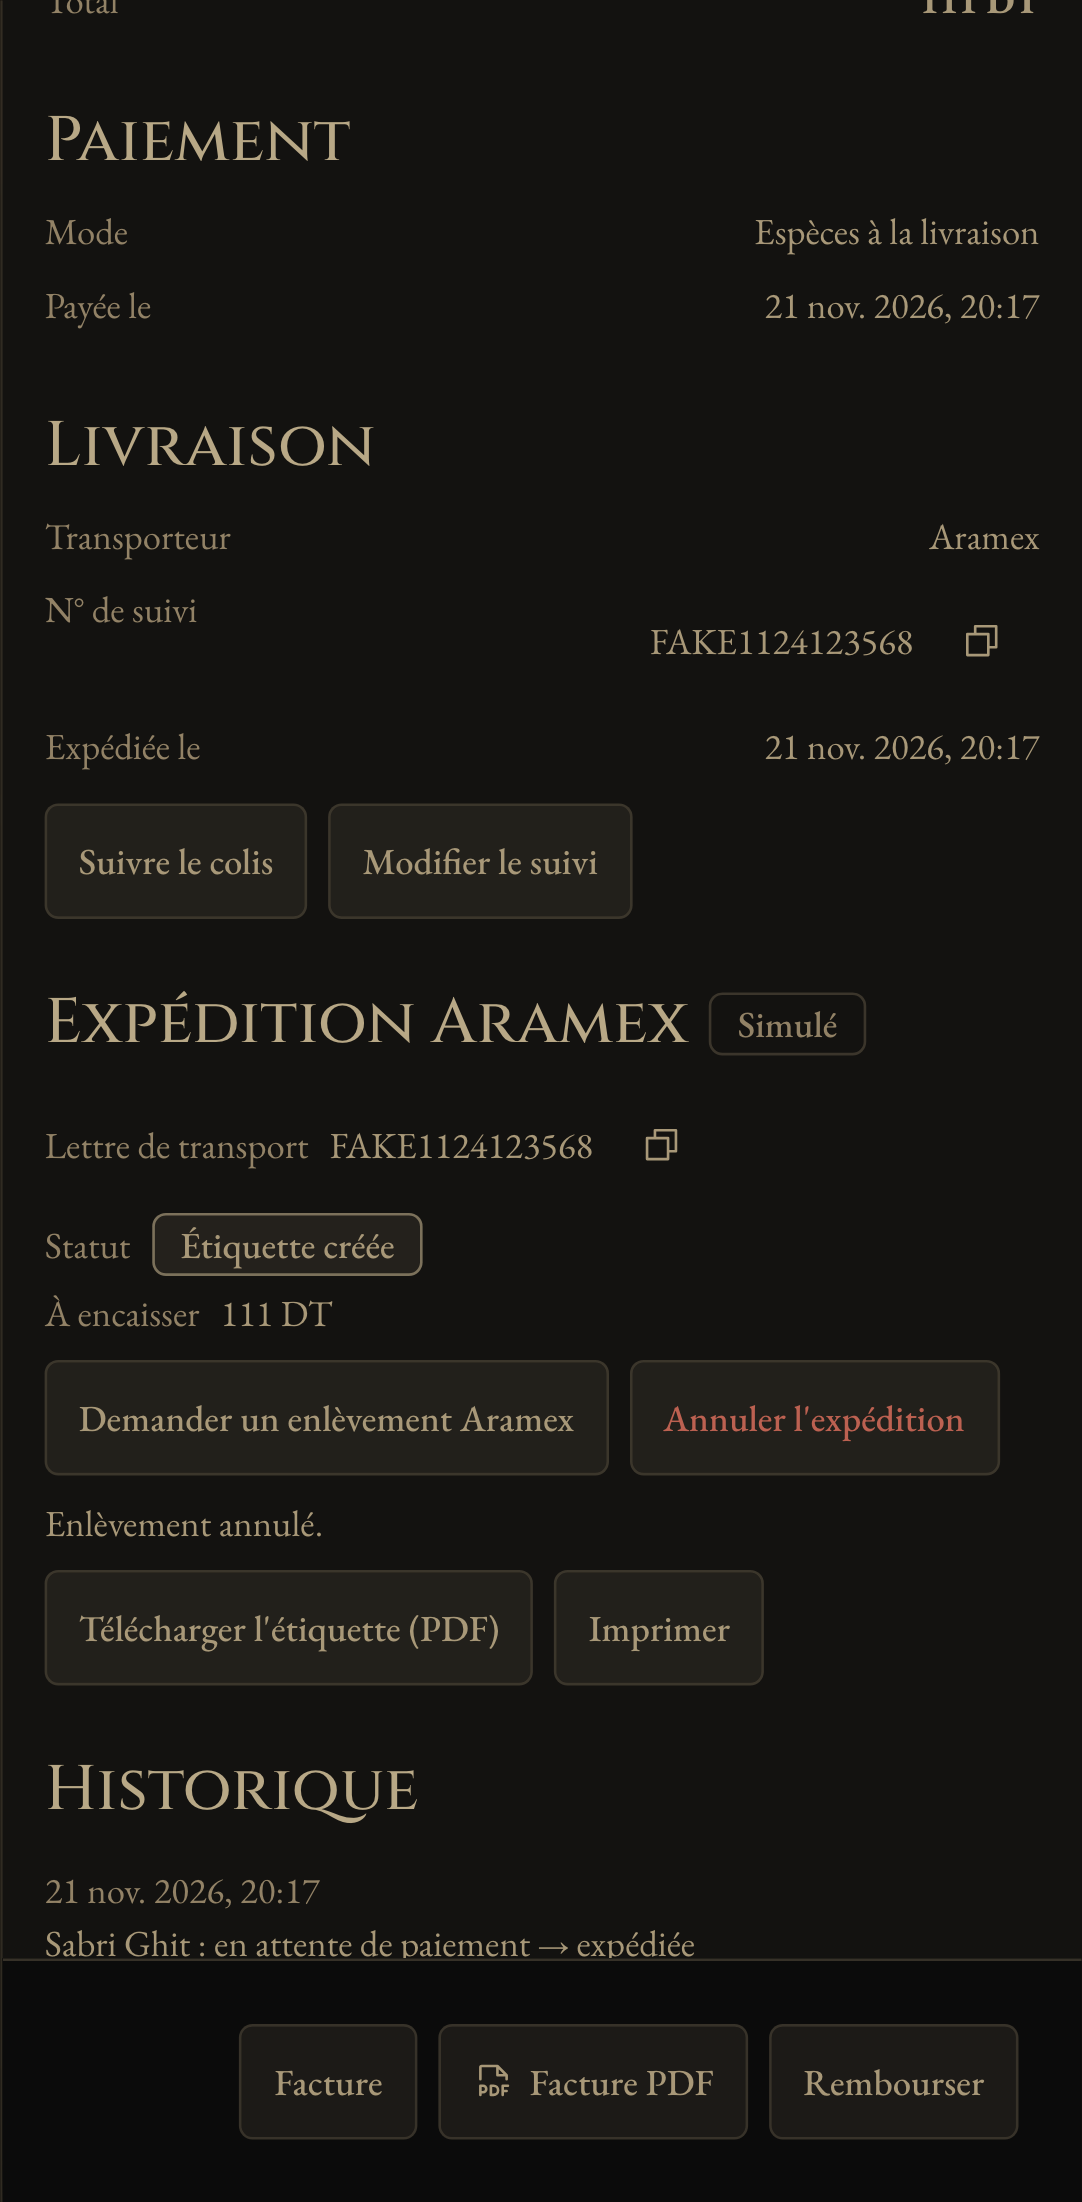 Total 111 DT
PAIEMENT
Mode Espèces à la livraison
Payée le 21 nov. 2026, 20:17
LIVRAISON
Transporteur Aramex
N° de suivi
FAKE1124123568
Expédiée le 21 nov. 2026, 20:17
Suivre le colis Modifier le suivi
EXPÉDITION ARAMEX Simulé
Lettre de transport FAKE1124123568
Statut Étiquette créée
À encaisser 111 DT
Demander un enlèvement Aramex Annuler l'expédition
Enlèvement annulé.
Télécharger l'étiquette (PDF) Imprimer
HISTORIQUE
21 nov. 2026, 20:17
Sabri Ghit : en attente de paiement → expédiée
Facture PDF Facture PDF Rembourser